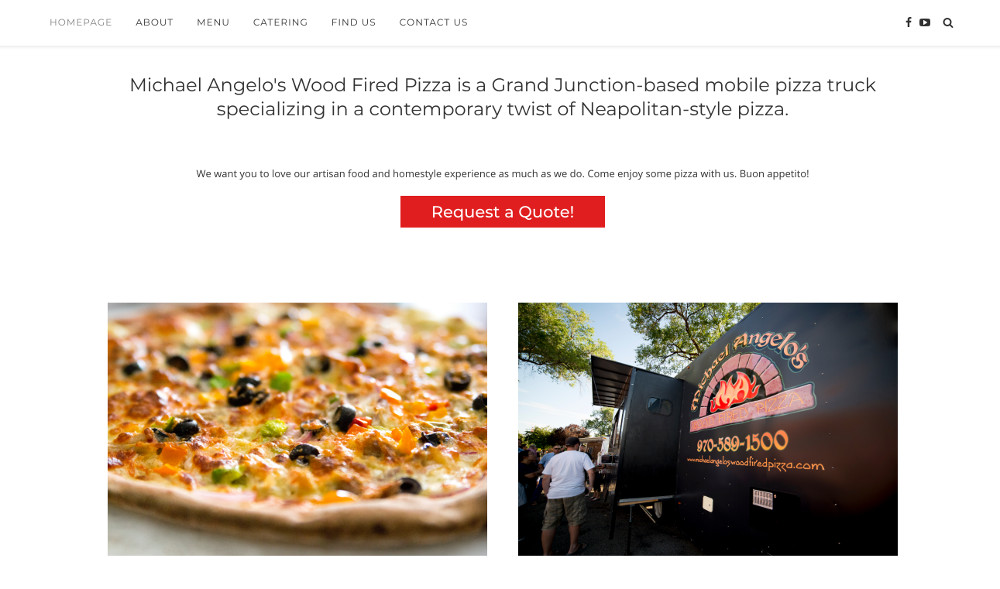 HOMEPAGE ABOUT MENU CATERING FIND US CONTACT US
Michael Angelo's Wood Fired Pizza is a Grand Junction-based mobile pizza truck
specializing in a contemporary twist of Neapolitan-style pizza.
We want you to love our artisan food and homestyle experience as much as we do. Come enjoy some pizza with us. Buon appetito!
Request a Quote!
Michael Angelo's
MA
970-589-1500
www.michaelangeloswoodfiredpizza.com